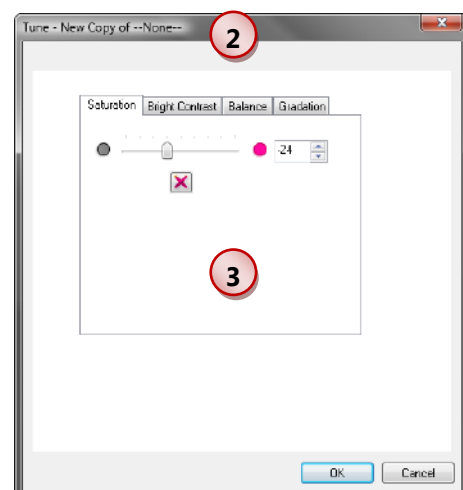 Tune - New Copy of --None--
2
Saturation Bright Contrast Balance Gradation
-24
3
OK Cancel